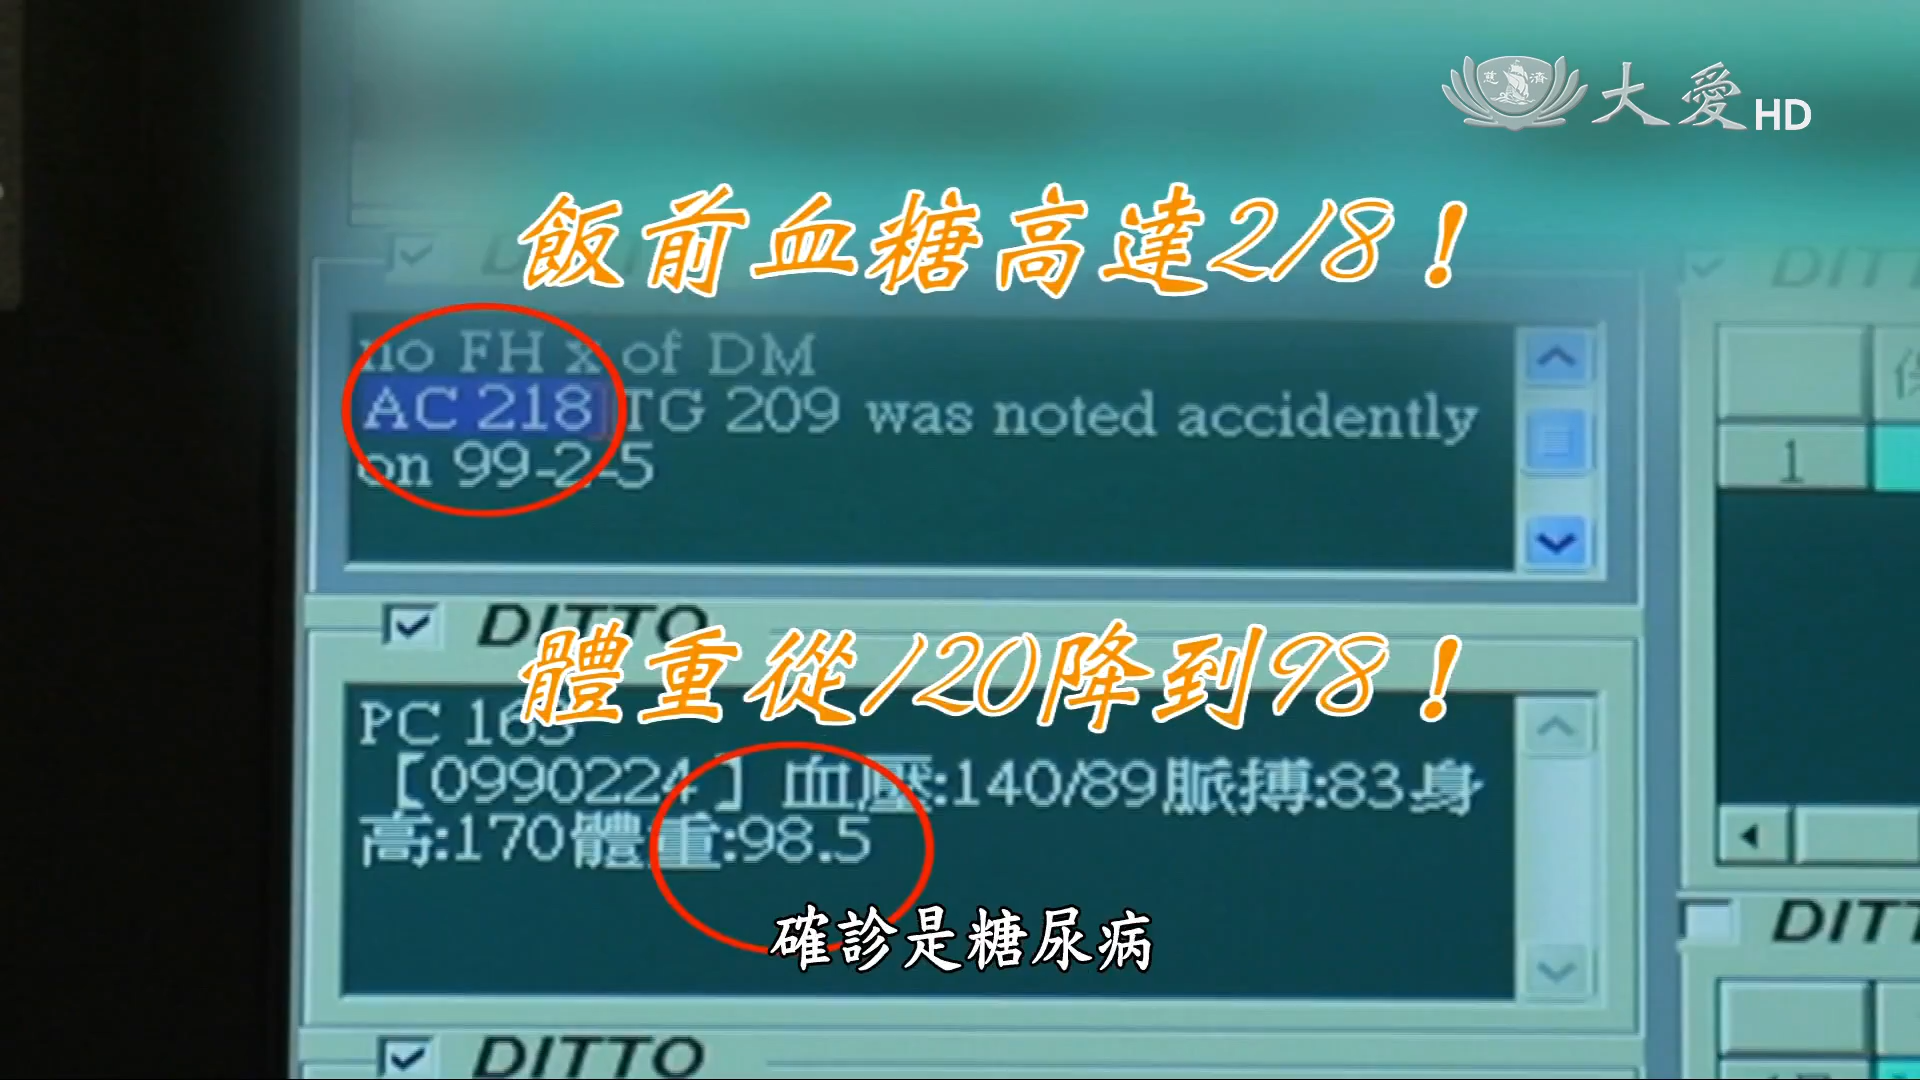 慈濟
大愛HD
飯前血糖高達218！
no FH x of DM
AC 218 TG 209 was noted accidently
on 99-2-5
1
DITTO
體重從120降到98！
PC 163
【0990224】血壓:140/89脈搏:83身
高:170體重:98.5
確診是糖尿病
DITT
DITTO